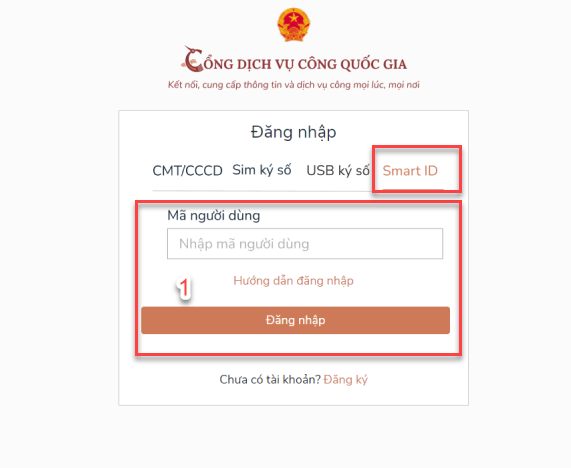 CỔNG DỊCH VỤ CÔNG QUỐC GIA
Kết nối, cung cấp thông tin và dịch vụ công mọi lúc, mọi nơi
Đăng nhập
CMT/CCCD Sim ký số USB ký số Smart ID
Mã người dùng
Nhập mã người dùng
Hướng dẫn đăng nhập
1
Đăng nhập
Chưa có tài khoản? Đăng ký